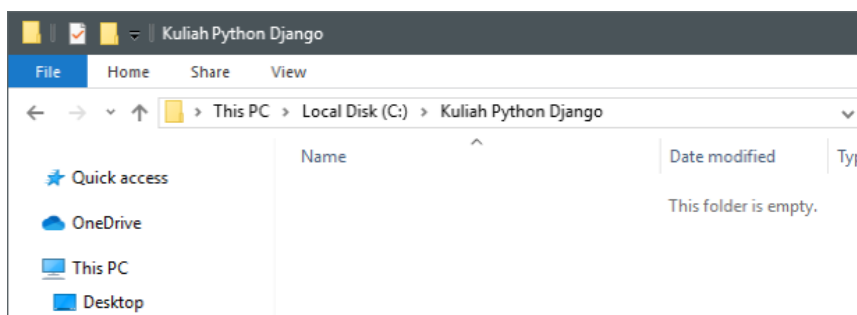 Kuliah Python Django
File Home Share View
This PC > Local Disk (C:) > Kuliah Python Django
Name Date modified Ty
This folder is empty.
Quick access
OneDrive
This PC
Desktop